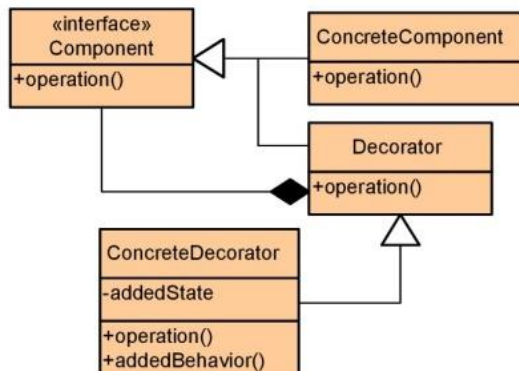 «interface»
Component
+operation()
ConcreteComponent
+operation()
Decorator
+operation()
ConcreteDecorator
-addedState
+operation()
+addedBehavior()